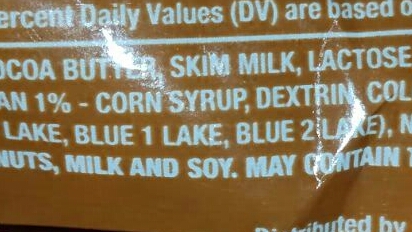 ercent Daily Values (DV) are based o
OCOA BUTTER, SKIM MILK, LACTOSE
AN 1% - CORN SYRUP, DEXTRIN, COL
LAKE, BLUE 1 LAKE, BLUE 2 LAKE), N
NUTS, MILK AND SOY. MAY CONTAIN
Distributed by